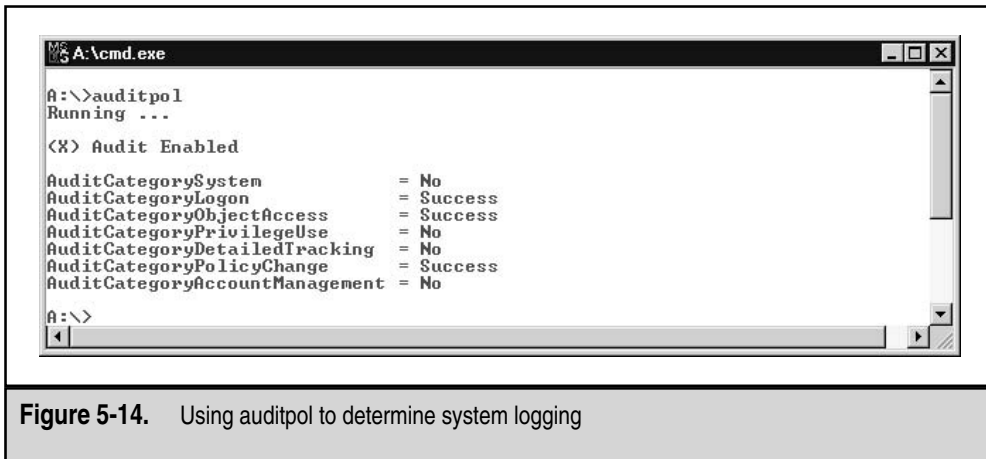 A:\cmd.exe
A:\>auditpol
Running ...
(X) Audit Enabled
AuditCategorySystem = No
AuditCategoryLogon = Success
AuditCategoryObjectAccess = Success
AuditCategoryPrivilegeUse = No
AuditCategoryDetailedTracking = No
AuditCategoryPolicyChange = Success
AuditCategoryAccountManagement = No
A:\>
Figure 5-14. Using auditpol to determine system logging